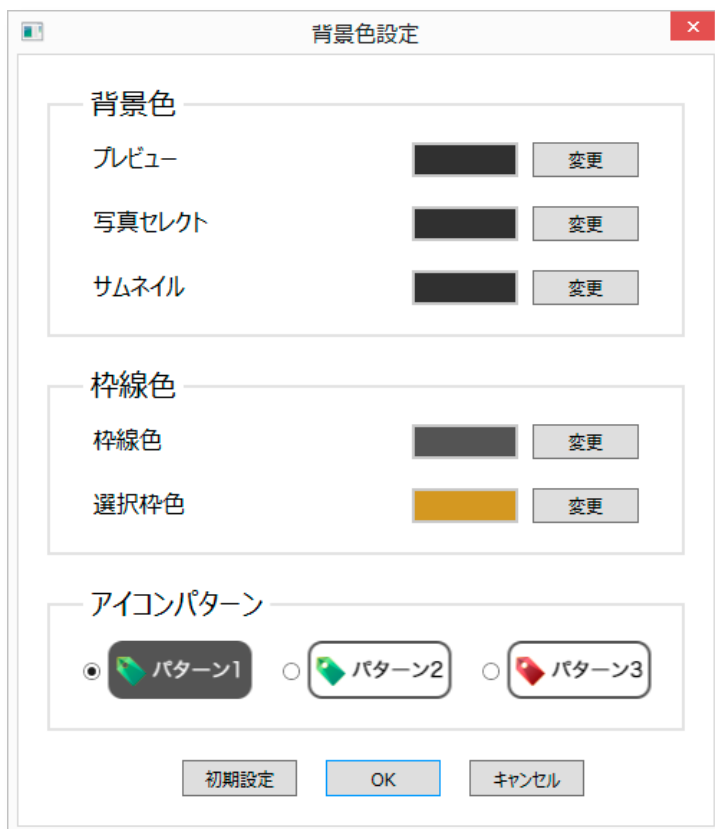 背景色設定
背景色
プレビュー
変更
写真セレクト
変更
サムネイル
変更
枠線色
枠線色
変更
選択枠色
変更
アイコンパターン
パターン1
パターン2
パターン3
初期設定
OK
キャンセル